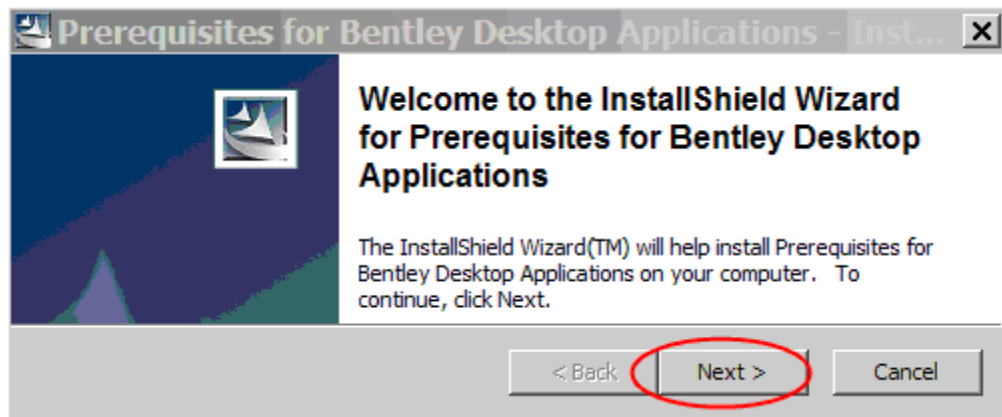 Prerequisites for Bentley Desktop Applications - Inst...
Welcome to the InstallShield Wizard
for Prerequisites for Bentley Desktop
Applications
The InstallShield Wizard(TM) will help install Prerequisites for
Bentley Desktop Applications on your computer. To
continue, click Next.
< Back
Next >
Cancel